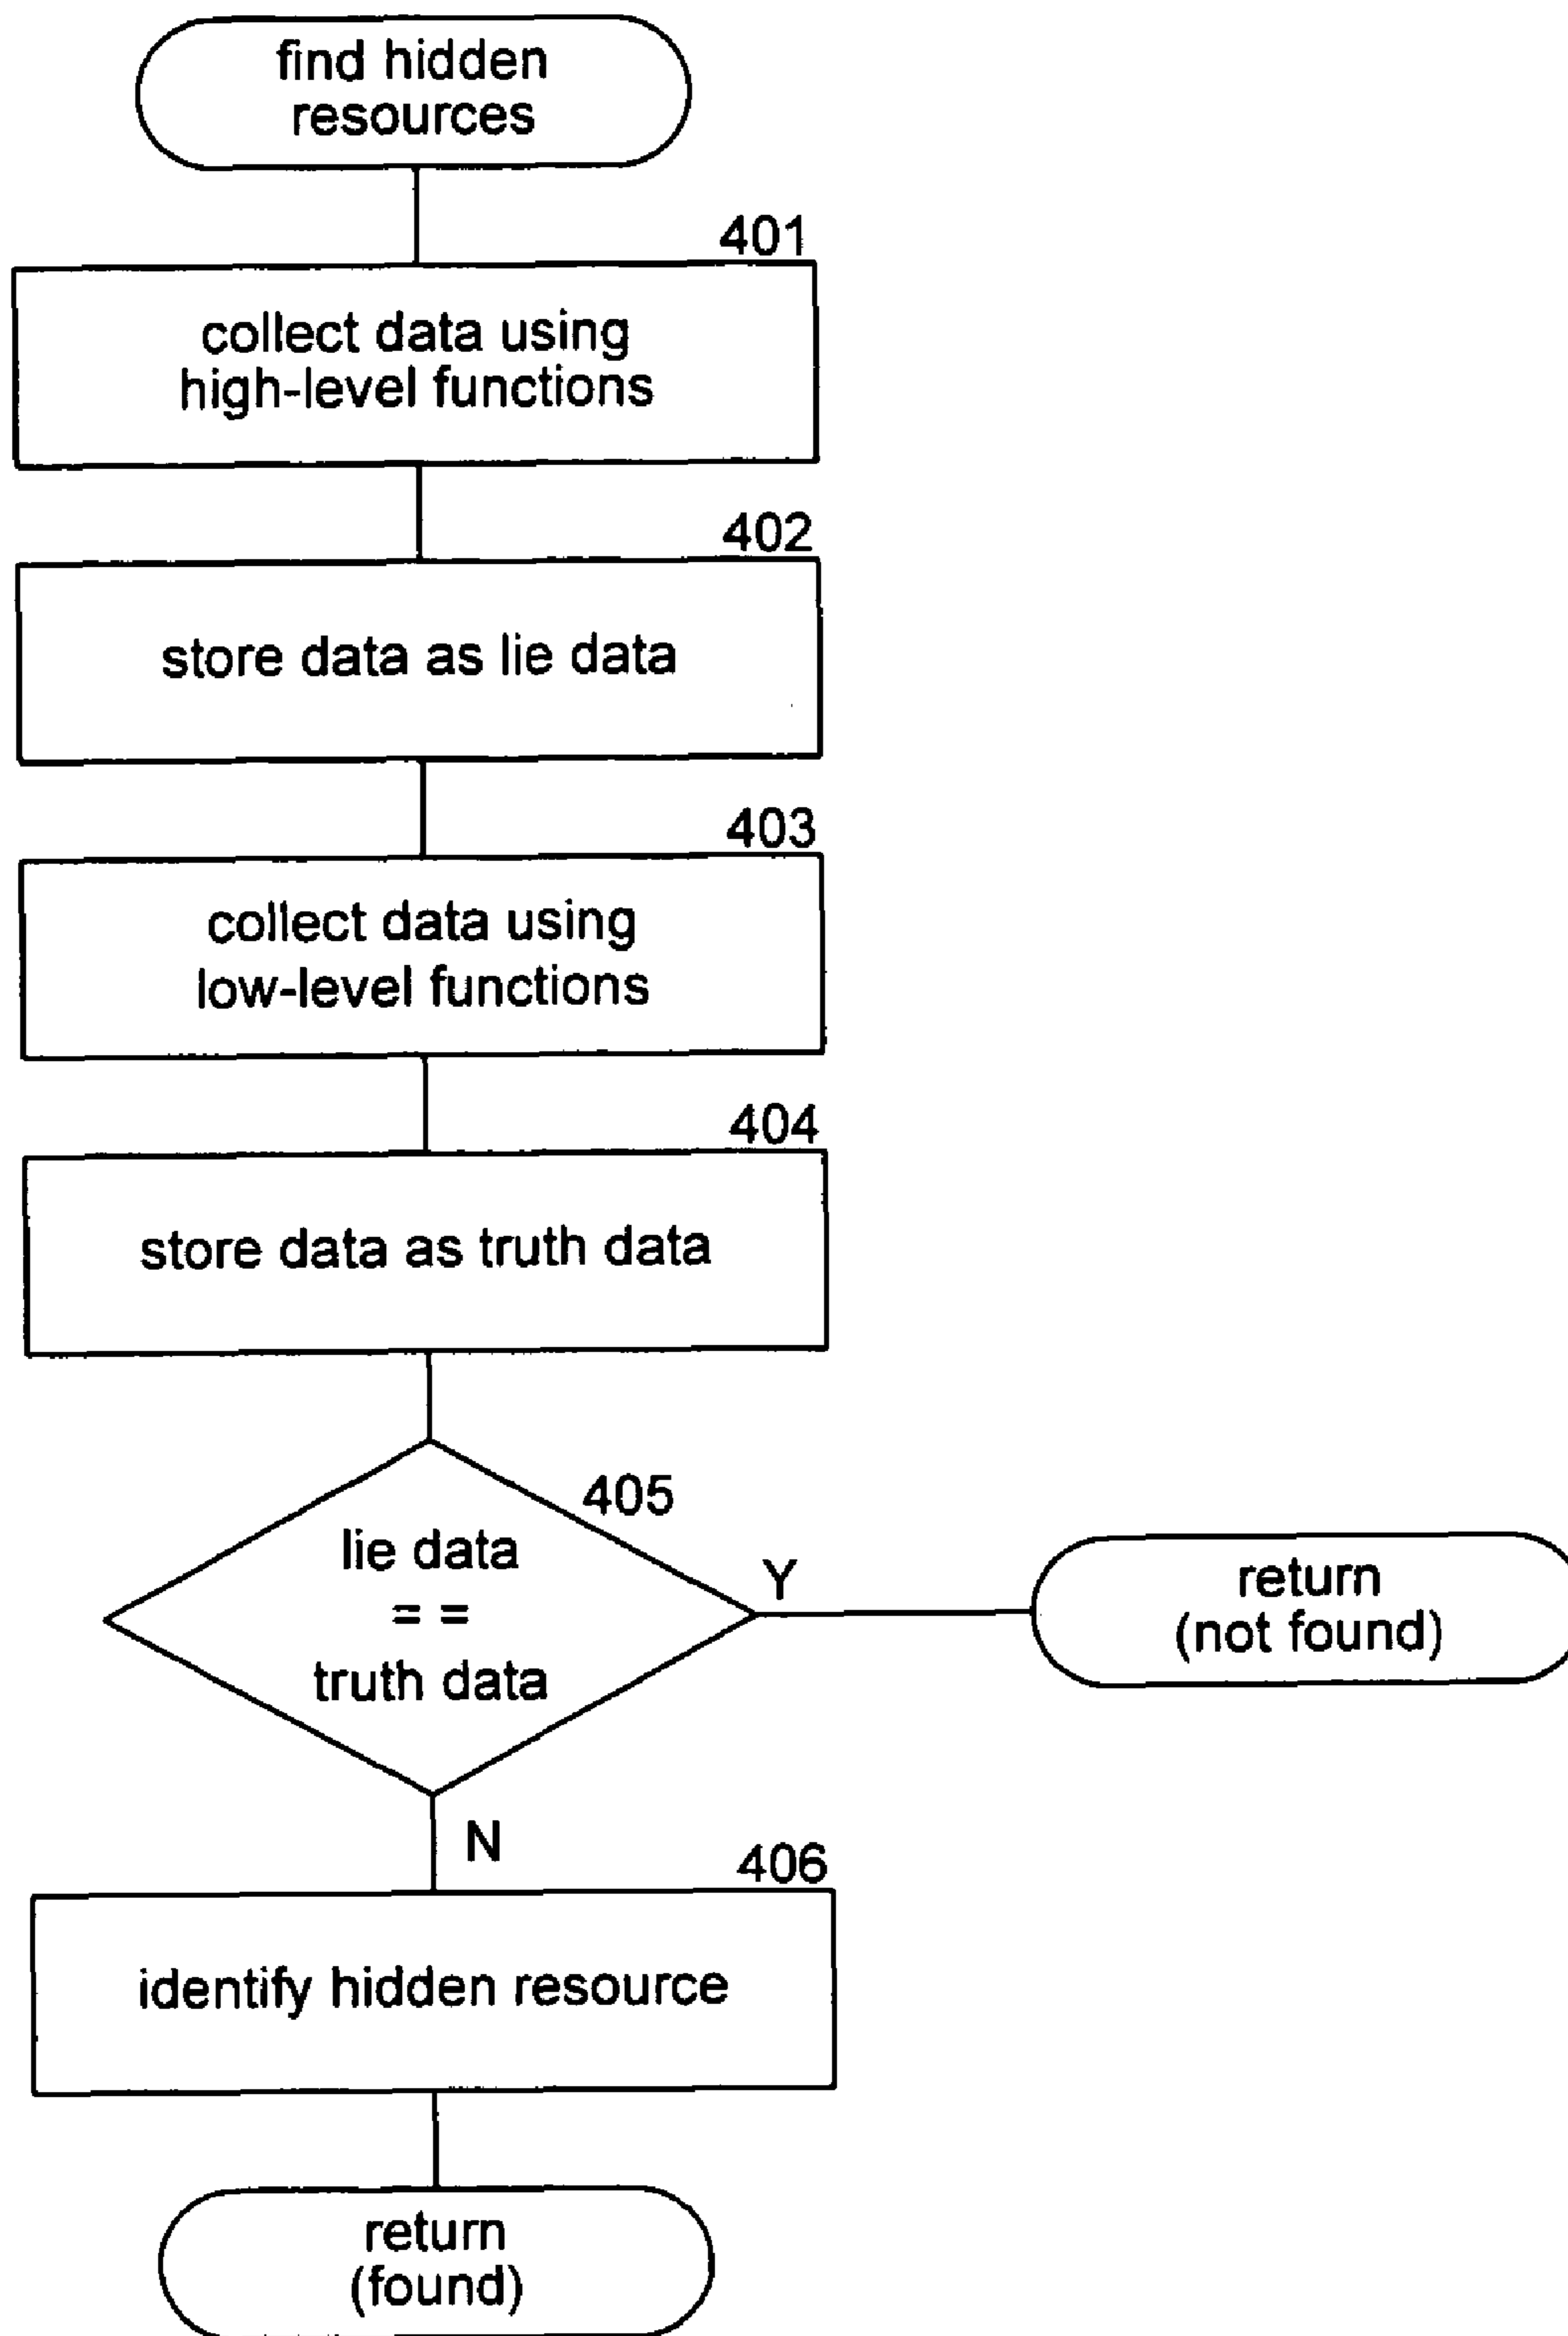 find hidden
resources
401
collect data using
high-level functions
402
store data as lie data
403
collect data using
low-level functions
404
store data as truth data
405
lie data
= =
truth data
Y
return
(not found)
N
406
identify hidden resource
return
(found)